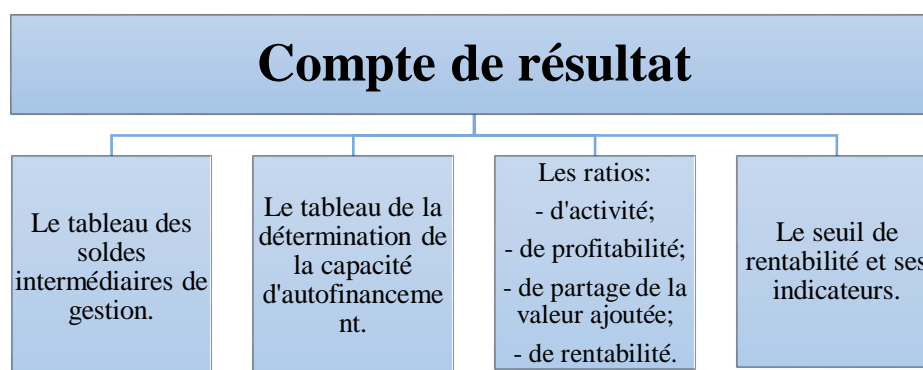 Compte de résultat
Le tableau des
soldes
intermédiaires de
gestion.
Le tableau de la
détermination de
la capacité
d'autofinanceme
nt.
Les ratios:
- d'activité;
- de profitabilité;
- de partage de la
valeur ajoutée;
- de rentabilité.
Le seuil de
rentabilité et ses
indicateurs.